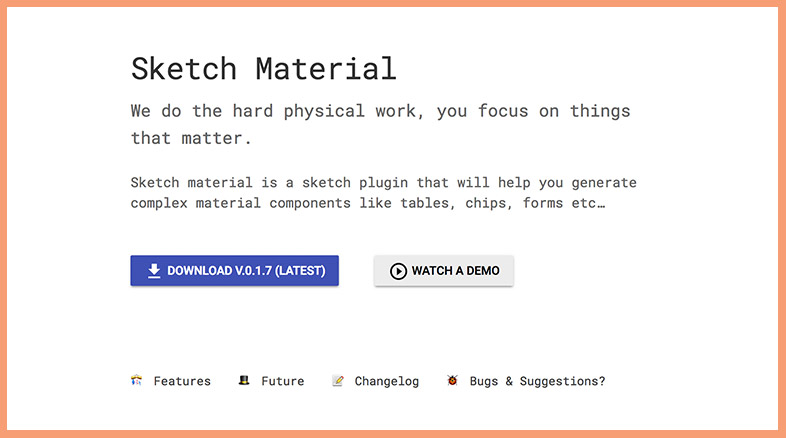 Sketch Material
We do the hard physical work, you focus on things
that matter.
Sketch material is a sketch plugin that will help you generate
complex material components like tables, chips, forms etc…
DOWNLOAD V.0.1.7 (LATEST) WATCH A DEMO
Features Future Changelog Bugs & Suggestions?